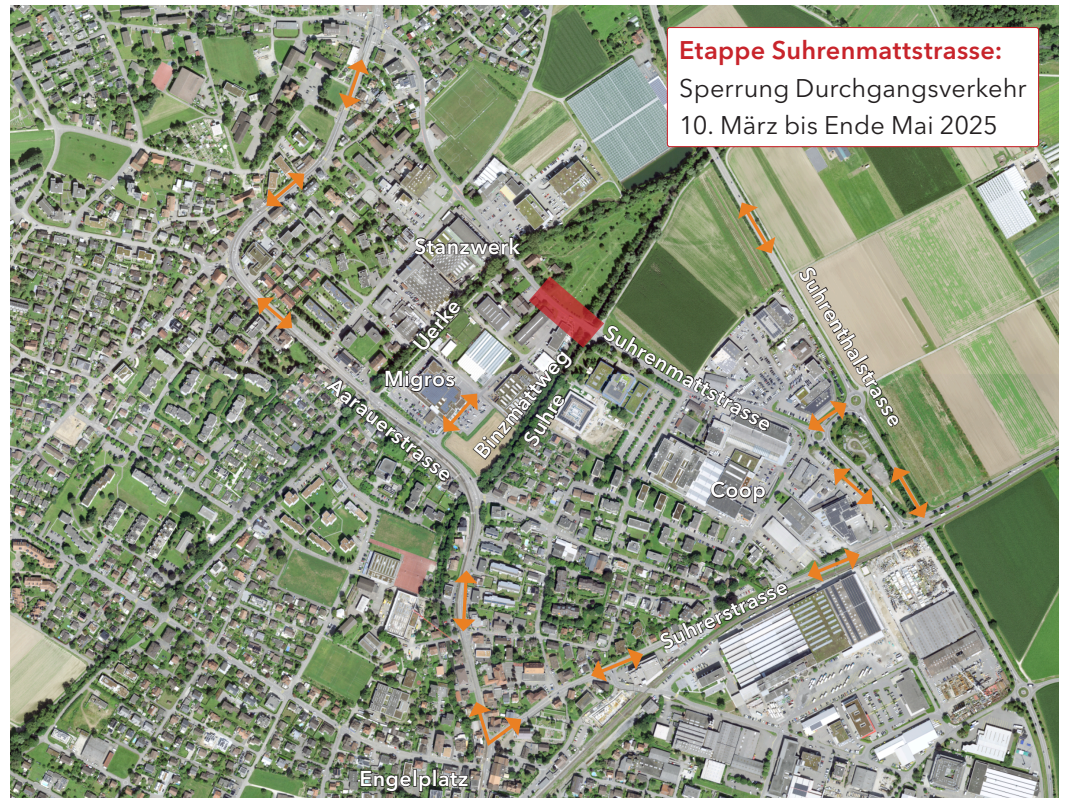 Etappe Suhrenmattstrasse:
Sperrung Durchgangsverkehr
10. März bis Ende Mai 2025
Stanzwerk
Uerke
Migros
Aarauerstrasse
Binzmattweg
Suhre
Suhrenmattstrasse
Suhrenthalstrasse
Coop
Suhrerstrasse
Engelplatz